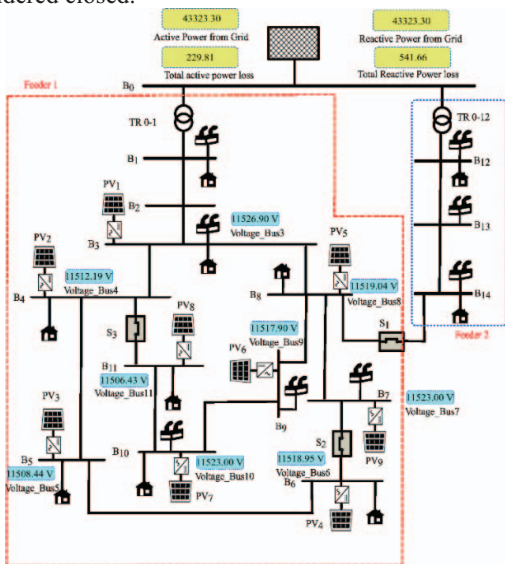 dered closed.
43323.30
43323.30
Active Power from Grid
Reactive Power from Grid
229.81
541.66
Total active power loss
Total Reactive Power loss
Feeder 1
B0
TR 0-1
TR 0-12
B1
B12
PV1
B2
B13
PV2
11526.90 V
PV5
B3
Voltage_Bus3
11512.19 V
11519.04 V
B14
B4
Voltage_Bus4
PV8
B8
Voltage_Bus8
S1
S3
11517.90 V
Feeder 2
Voltage_Bus9
B11
PV6
11506.43 V
Voltage_Bus11
B7
11523.00 V
PV3
Voltage_Bus7
B9
S2
B10
11518.95 V
PV9
B5
11523.00 V
Voltage_Bus6
11508.44 V
Voltage_Bus10
B6
Voltage_Bus5
PV7
PV4